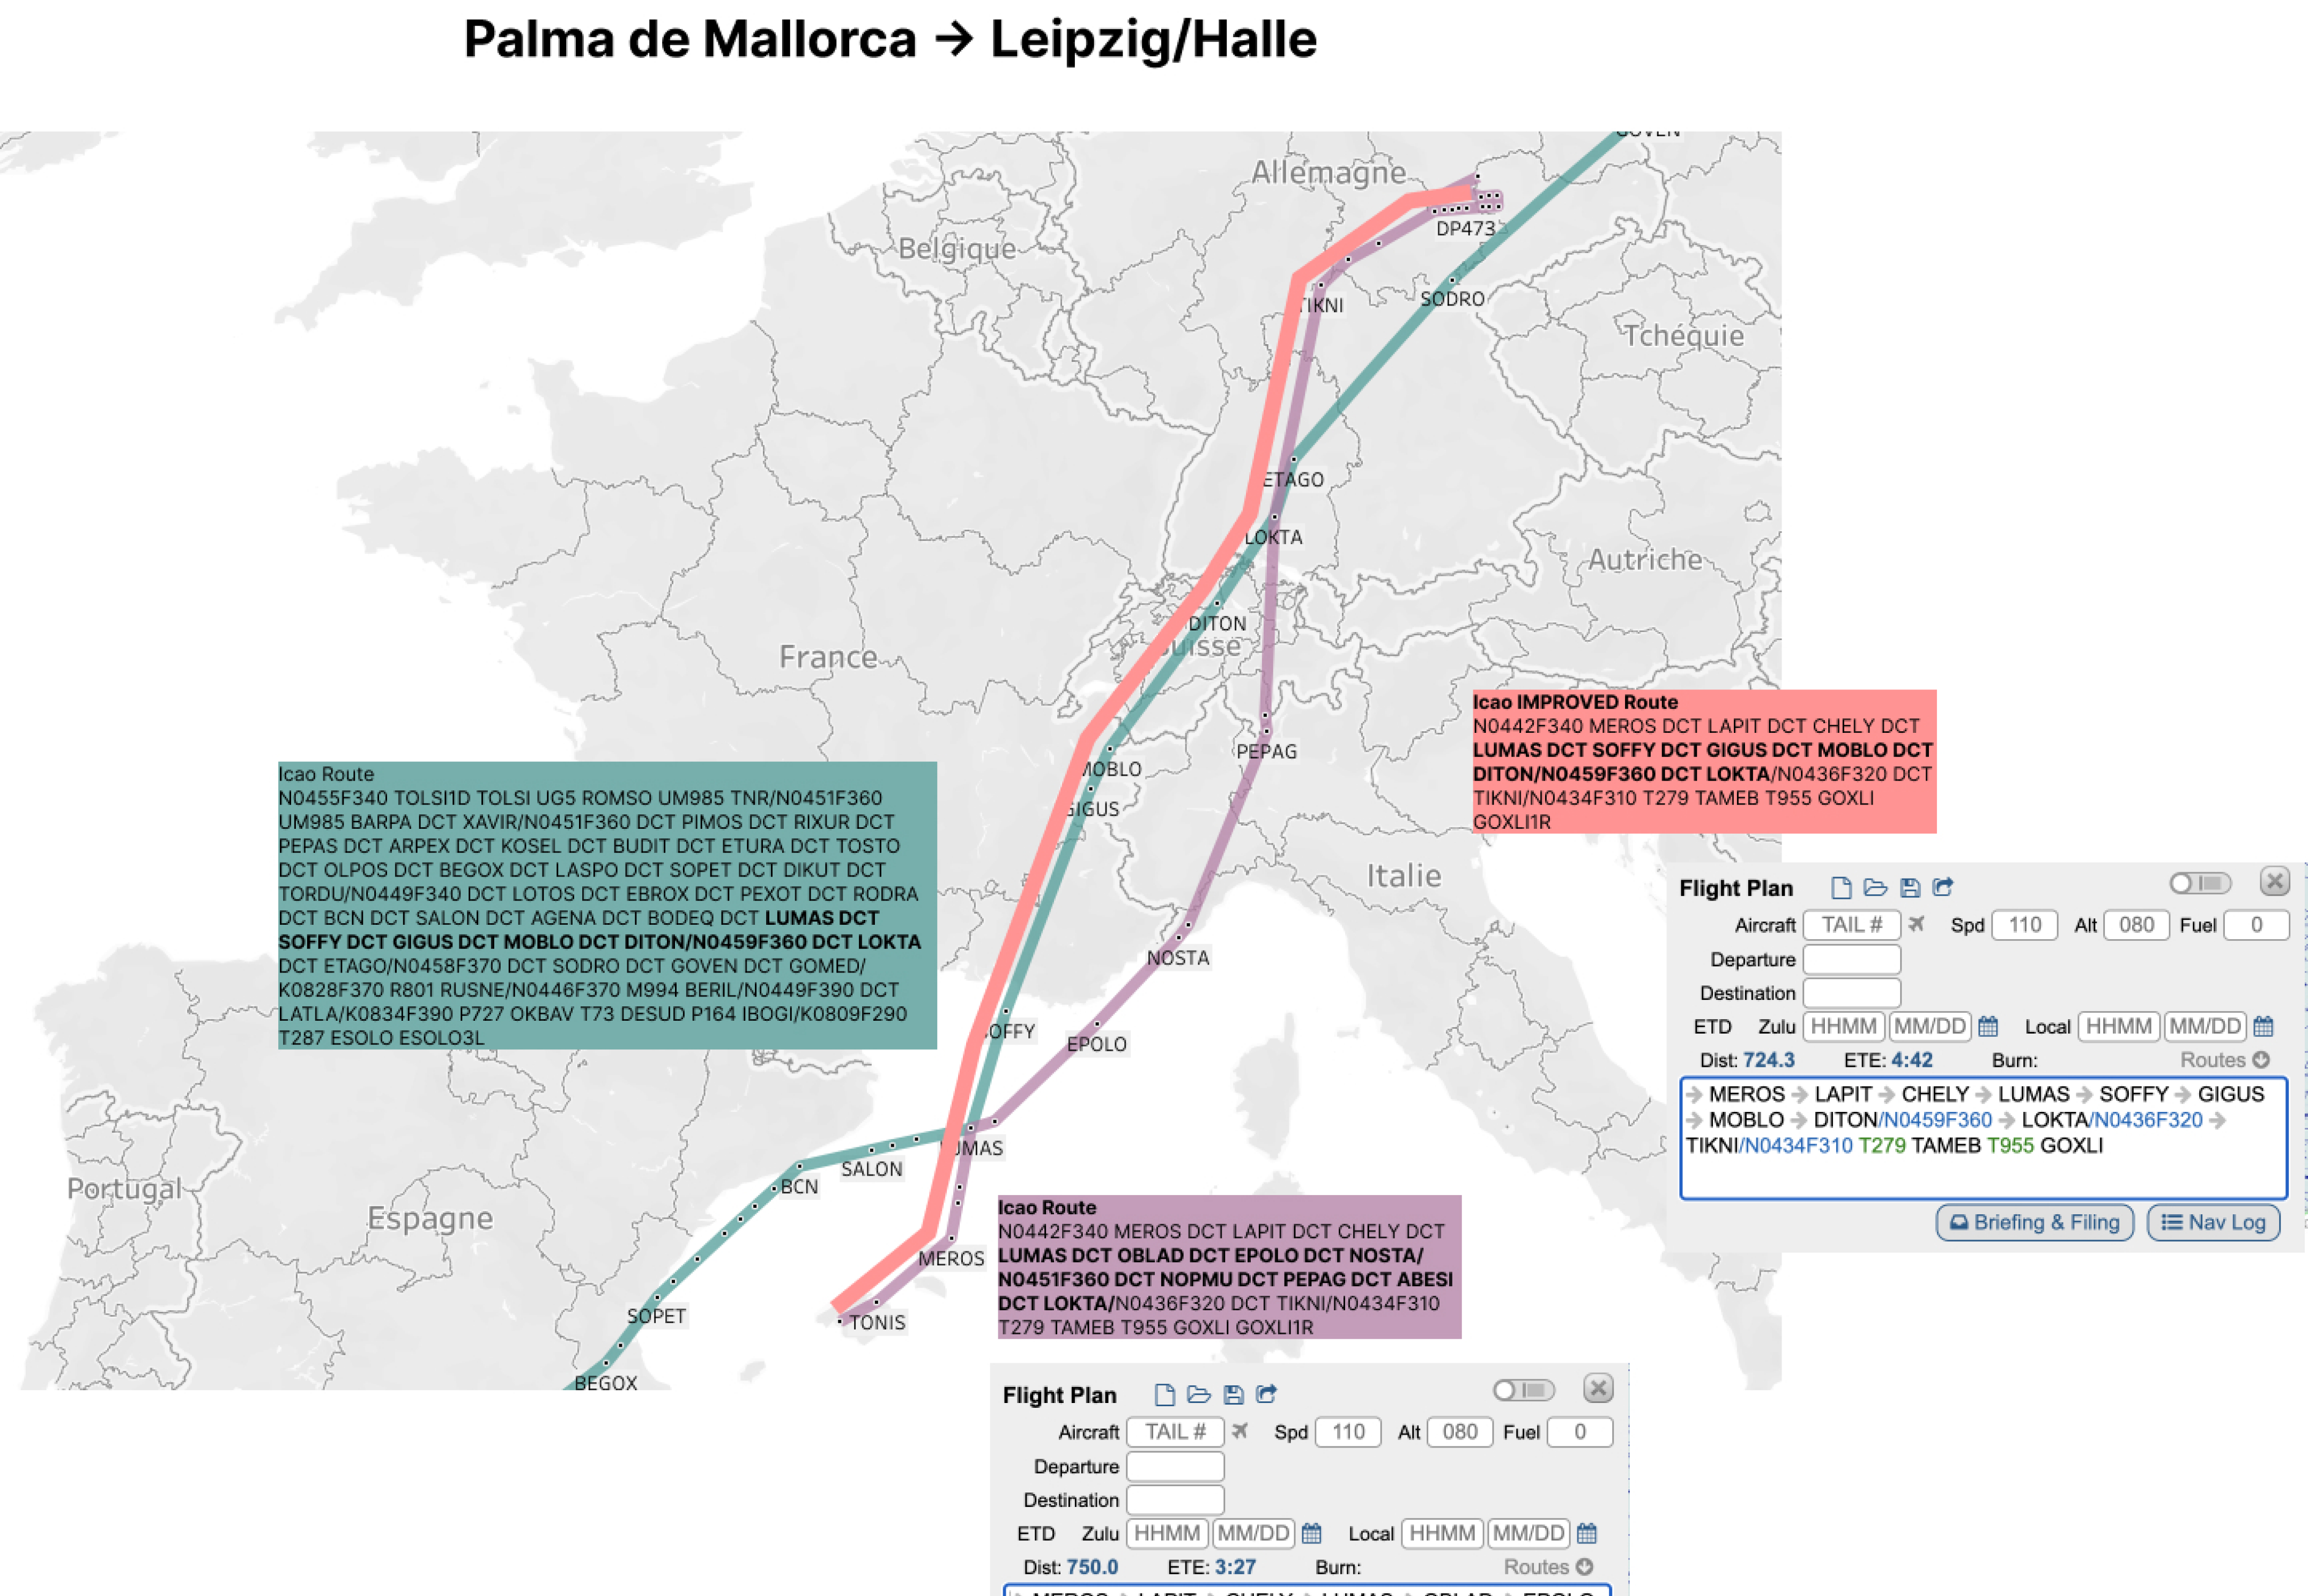 Palma de Mallorca → Leipzig/Halle
GOVEN
Allemagne
DP473
Belgique
TIKNI
SODRO
Tchéquie
ETAGO
LOKTA
Autriche
DITON
Suisse
France
PEPAG
MOBLO
GIGUS
Italie
NOSTA
SOFFY
EPOLO
LUMAS
SALON
BCN
Portugal
Espagne
MEROS
SOPET
TONIS
BEGOX
Icao Route
N0455F340 TOLSI1D TOLSI UG5 ROMSO UM985 TNR/N0451F360
UM985 BARPA DCT XAVIR/N0451F360 DCT PIMOS DCT RIXUR DCT
PEPAS DCT ARPEX DCT KOSEL DCT BUDIT DCT ETURA DCT TOSTO
DCT OLPOS DCT BEGOX DCT LASPO DCT SOPET DCT DIKUT DCT
TORDU/N0449F340 DCT LOTOS DCT EBROX DCT PEXOT DCT RODRA
DCT BCN DCT SALON DCT AGENA DCT BODEQ DCT LUMAS DCT
SOFFY DCT GIGUS DCT MOBLO DCT DITON/N0459F360 DCT LOKTA
DCT ETAGO/N0458F370 DCT SODRO DCT GOVEN DCT GOMED/
K0828F370 R801 RUSNE/N0446F370 M994 BERIL/N0449F390 DCT
LATLA/K0834F390 P727 OKBAV T73 DESUD P164 IBOGI/K0809F290
T287 ESOLO ESOLO3L
Icao IMPROVED Route
N0442F340 MEROS DCT LAPIT DCT CHELY DCT
LUMAS DCT SOFFY DCT GIGUS DCT MOBLO DCT
DITON/N0459F360 DCT LOKTA/N0436F320 DCT
TIKNI/N0434F310 T279 TAMEB T955 GOXLI
GOXLI1R
Flight Plan
Aircraft TAIL # Spd 110 Alt 080 Fuel 0
Departure
Destination
ETD Zulu HHMM MM/DD Local HHMM MM/DD
Dist: 724.3 ETE: 4:42 Burn: Routes
→ MEROS → LAPIT → CHELY → LUMAS → SOFFY → GIGUS
→ MOBLO → DITON/N0459F360 → LOKTA/N0436F320 →
TIKNI/N0434F310 T279 TAMEB T955 GOXLI
Briefing & Filing Nav Log
Icao Route
N0442F340 MEROS DCT LAPIT DCT CHELY DCT
LUMAS DCT OBLAD DCT EPOLO DCT NOSTA/
N0451F360 DCT NOPMU DCT PEPAG DCT ABESI
DCT LOKTA/N0436F320 DCT TIKNI/N0434F310
T279 TAMEB T955 GOXLI GOXLI1R
Flight Plan
Aircraft TAIL # Spd 110 Alt 080 Fuel 0
Departure
Destination
ETD Zulu HHMM MM/DD Local HHMM MM/DD
Dist: 750.0 ETE: 3:27 Burn: Routes
→ MEROS → LAPIT → CHELY → LUMAS → OBLAD → EPOLO